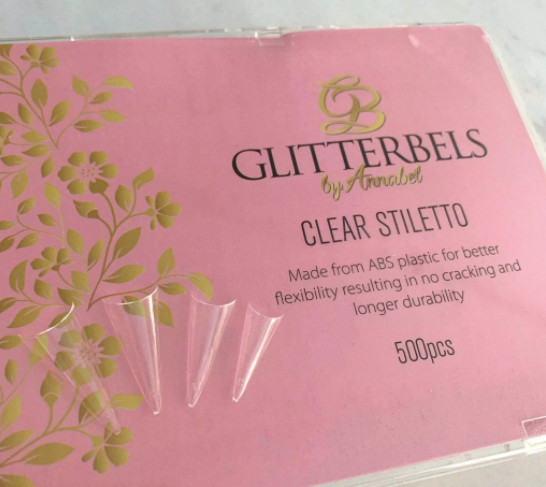 GLITTERBELS
by Annabel
CLEAR STILETTO
Made from ABS plastic for better
flexibility resulting in no cracking and
longer durability
500pcs